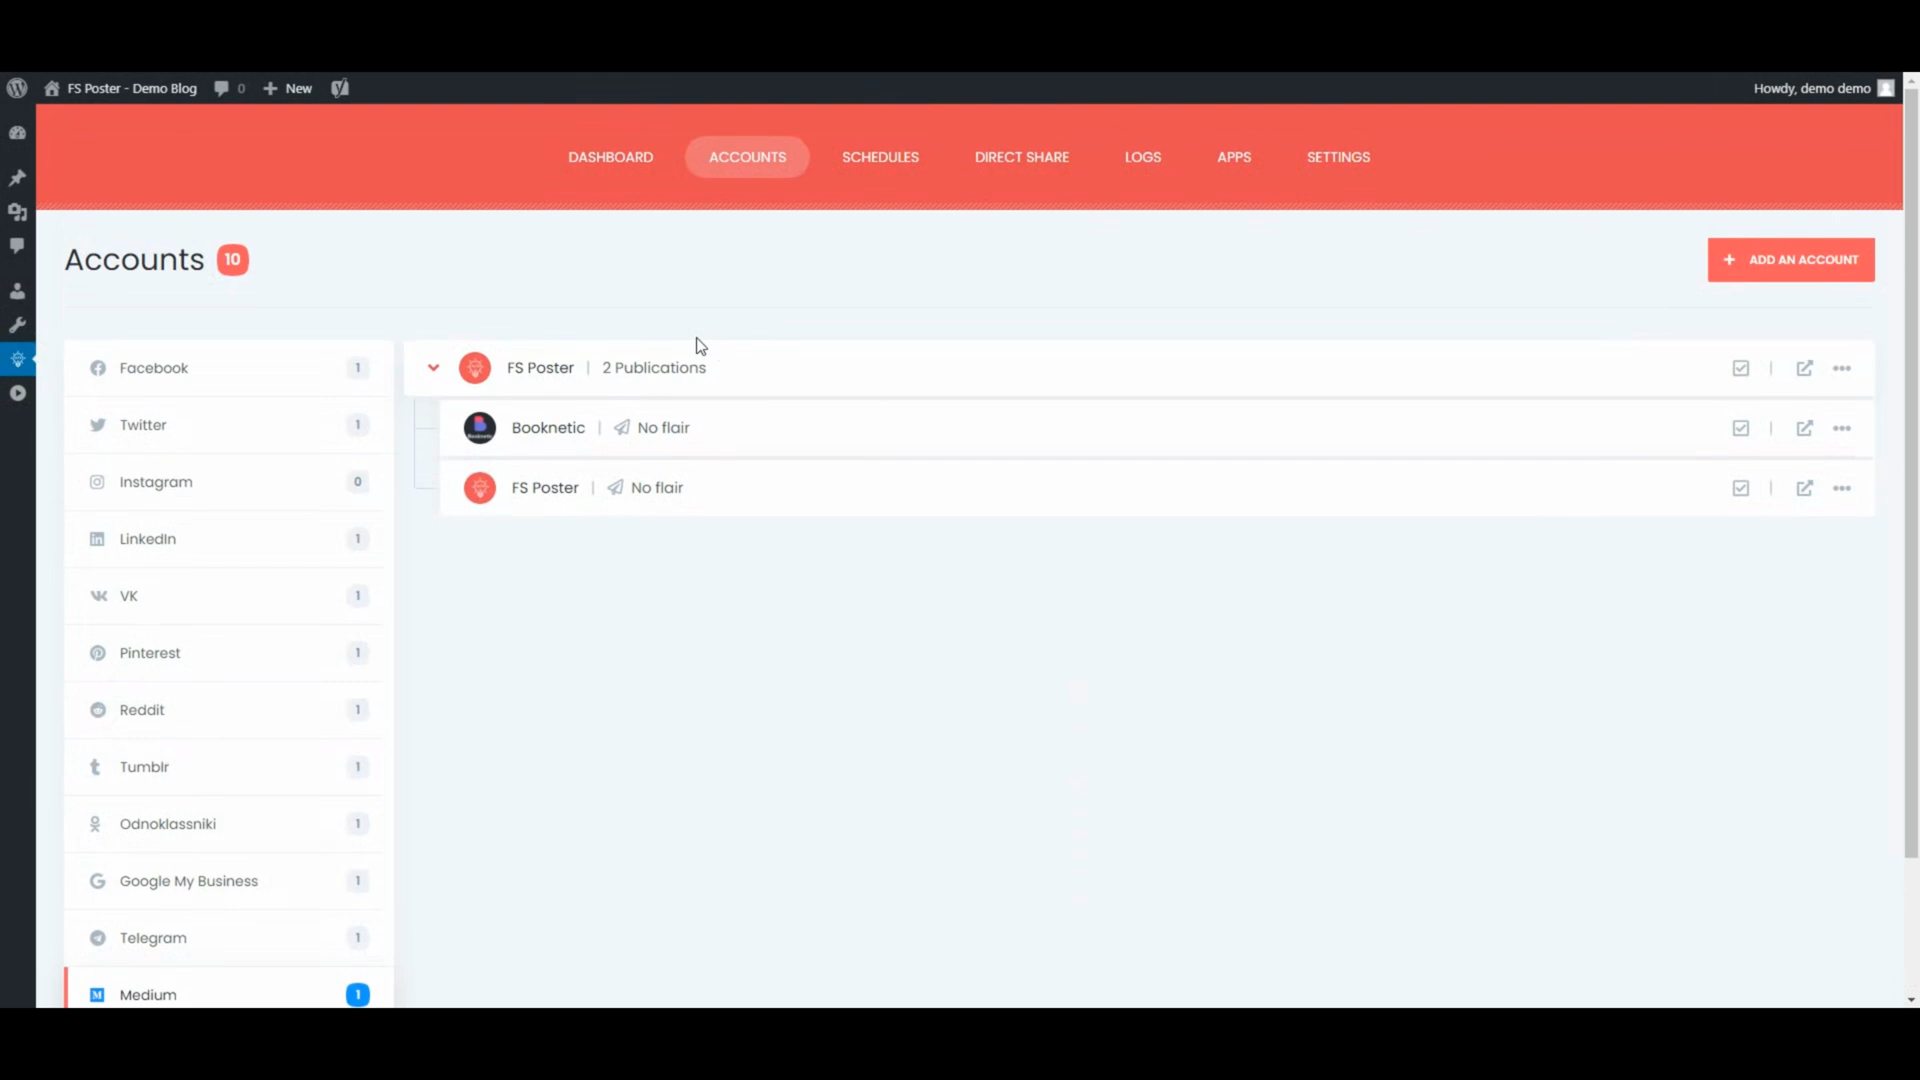 FS Poster - Demo Blog 0 New Howdy, demo demo
DASHBOARD ACCOUNTS SCHEDULES DIRECT SHARE LOGS APPS SETTINGS
Accounts 10
+ ADD AN ACCOUNT
Facebook 1
Twitter 1
Instagram 0
LinkedIn 1
VK 1
Pinterest 1
Reddit 1
Tumblr 1
Odnoklassniki 1
Google My Business 1
Telegram 1
Medium 1
FS Poster | 2 Publications
Booknetic | No flair
FS Poster | No flair